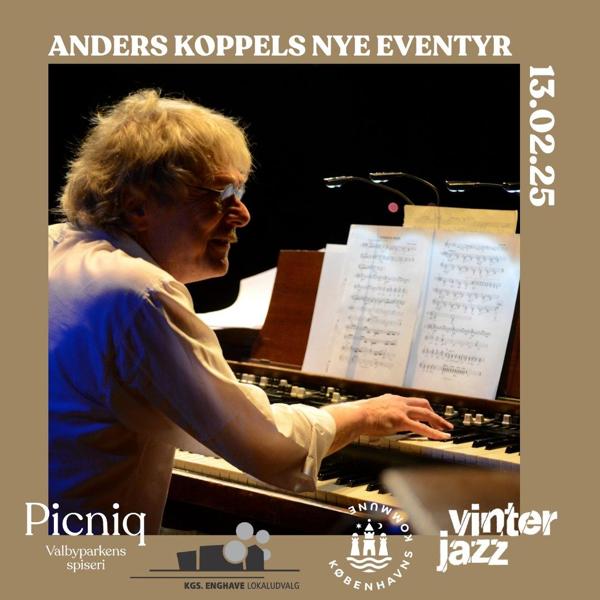 ANDERS KOPPELS NYE EVENTYR
13.02.25
Picniq
Valbyparkens
spiseri
KGS. ENGHAVE LOKALUDVALG
KØBENHAVNS KOMMUNE
vinter
jazz